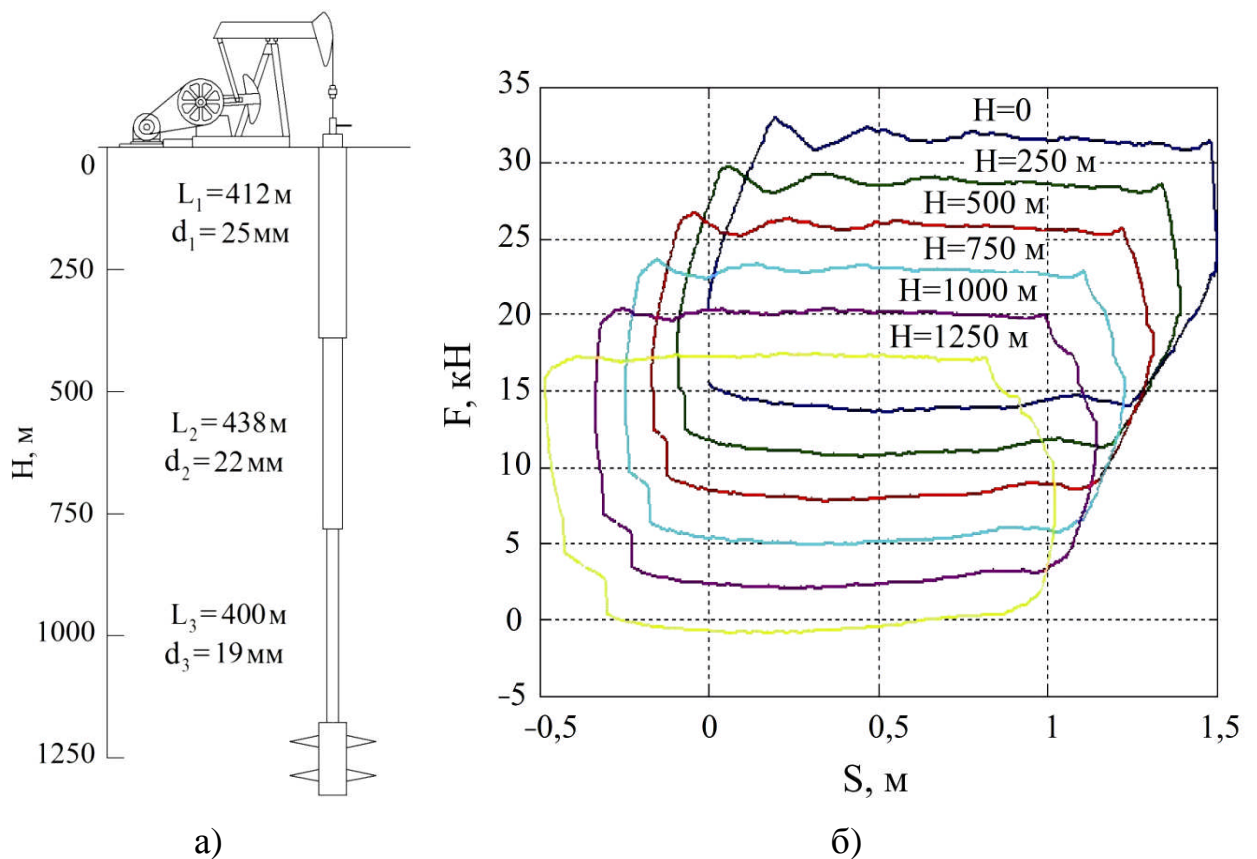 0
250
500
750
1000
1250
H, м
L₁=412м
d₁=25мм
L₂=438м
d₂=22мм
L₃=400м
d₃=19мм
а)
35
30
25
20
15
10
5
0
−5
F, кН
H=0
H=250 м
H=500 м
H=750 м
H=1000 м
H=1250 м
−0,5 0 0,5 1 1,5
S, м
б)